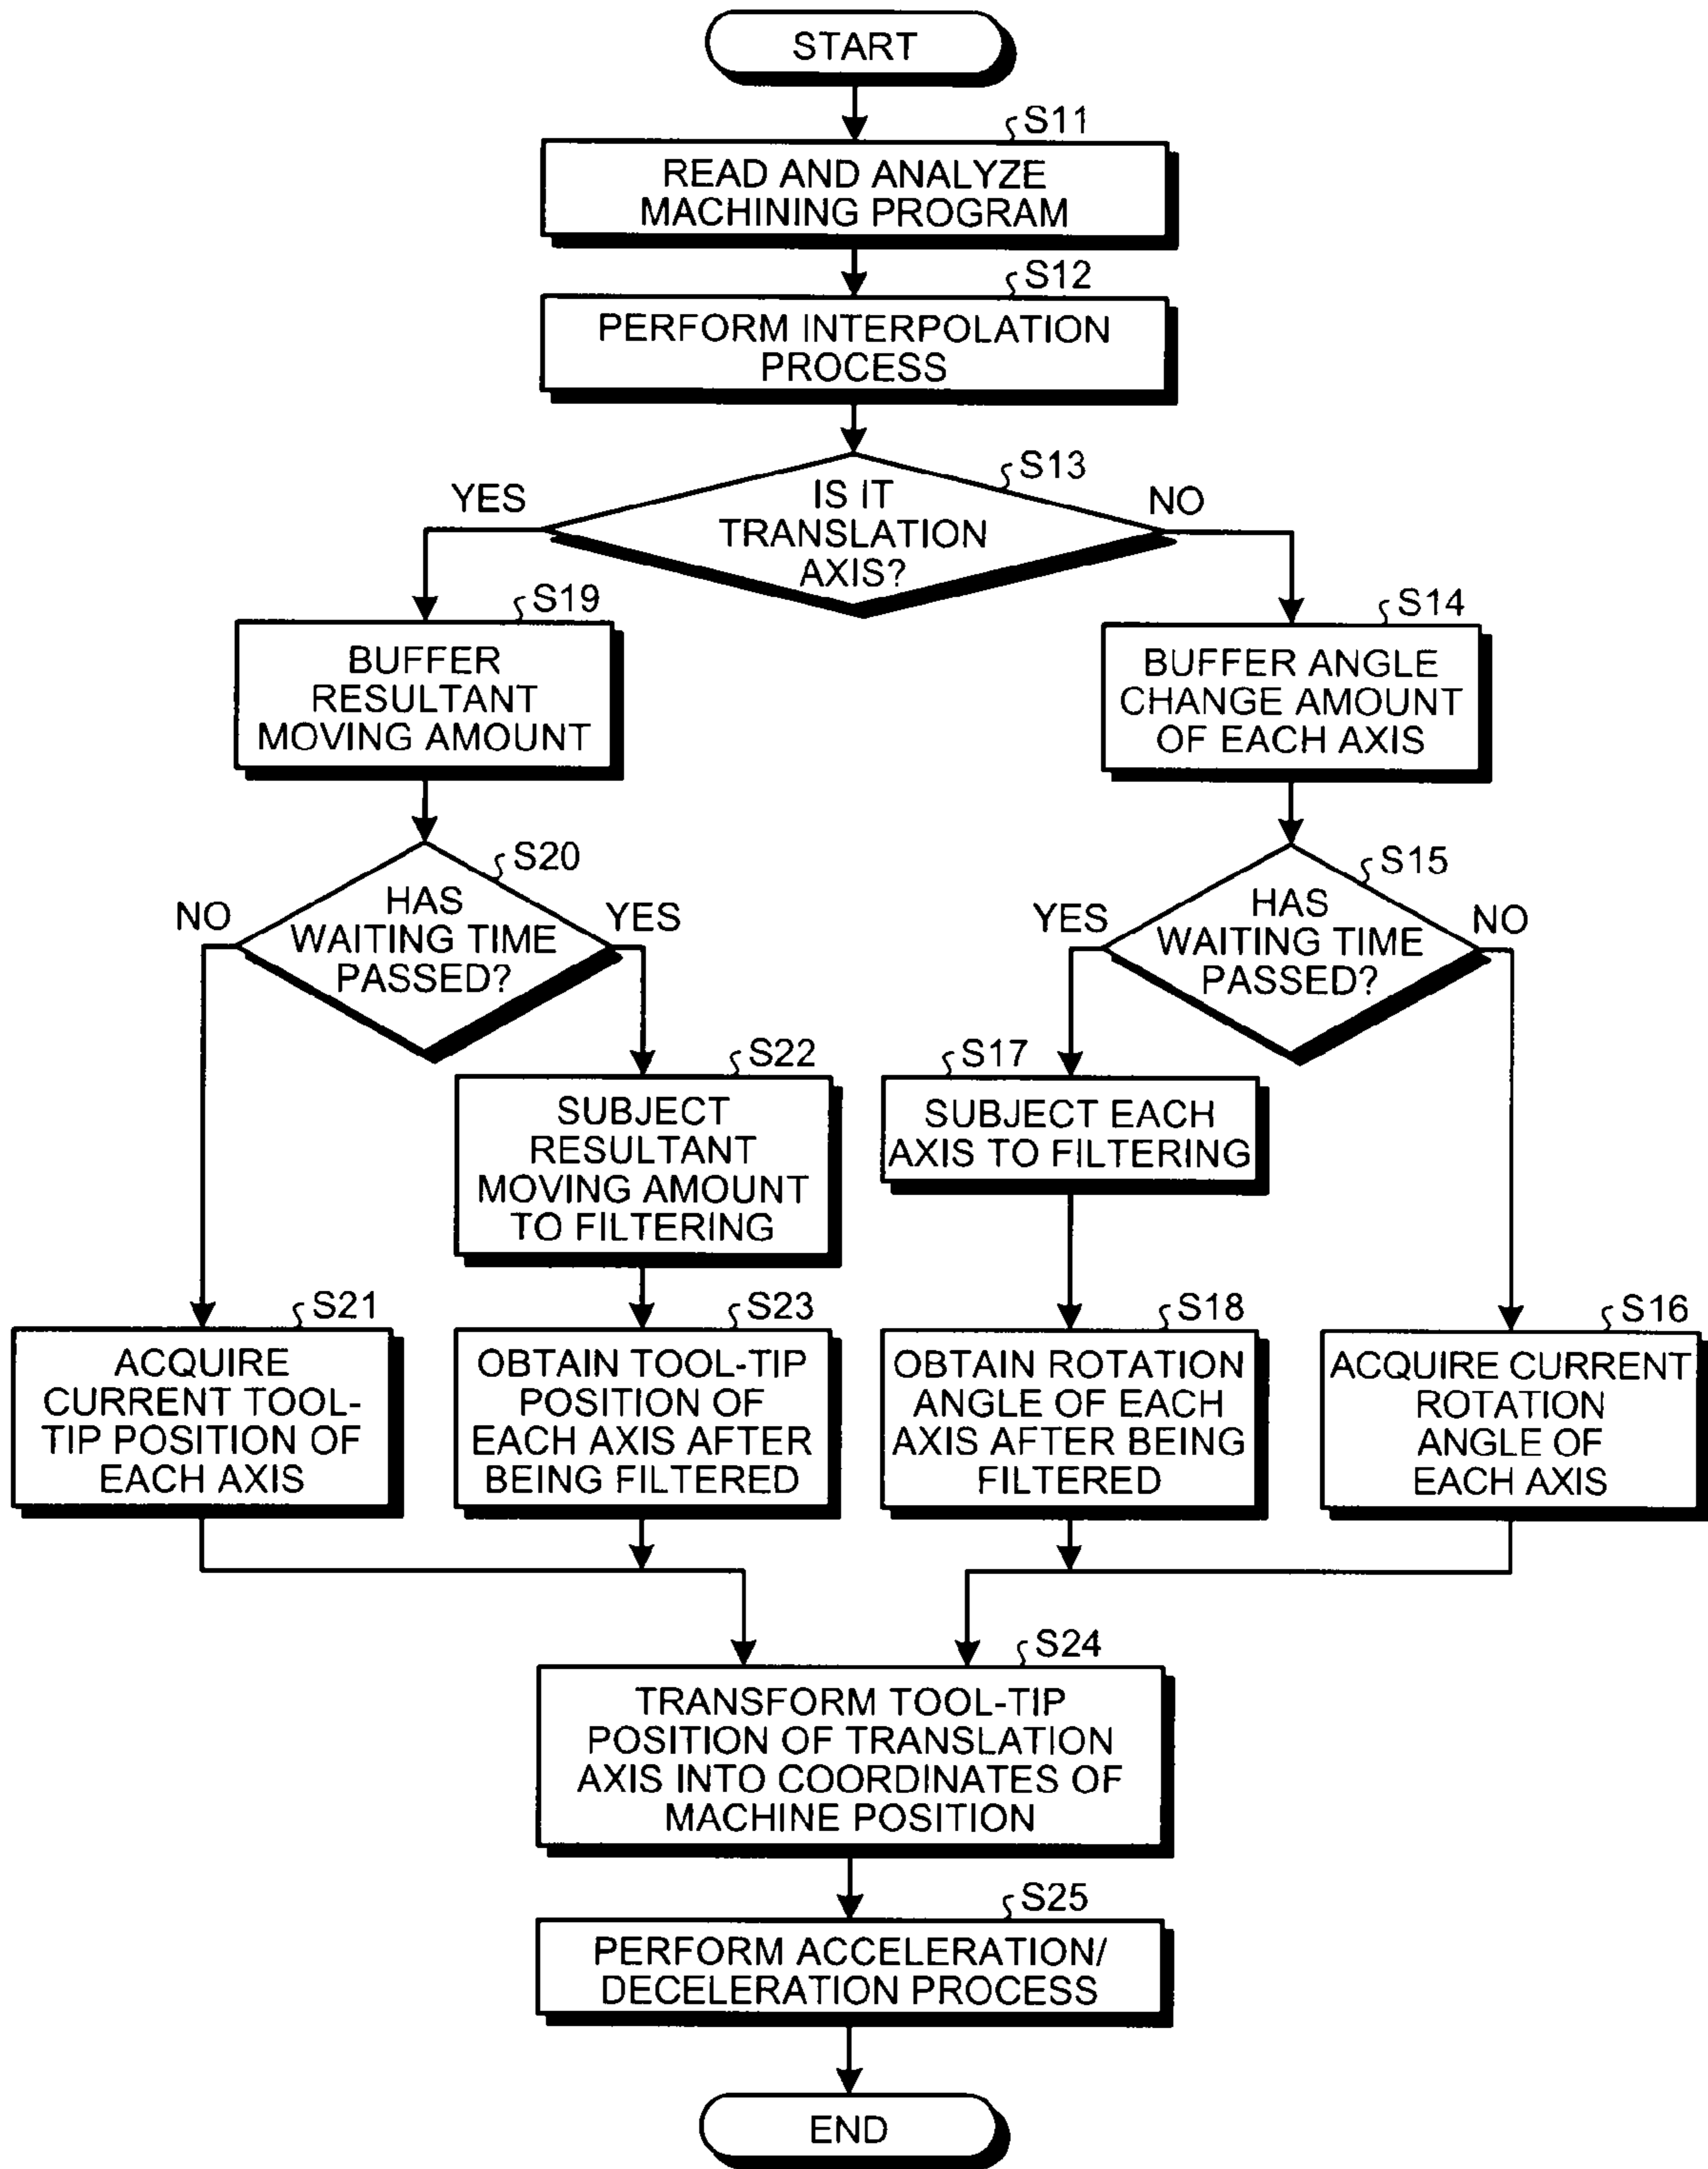 START
S11
READ AND ANALYZE
MACHINING PROGRAM
S12
PERFORM INTERPOLATION
PROCESS
S13
YES
IS IT
TRANSLATION
AXIS?
NO
S19
BUFFER
RESULTANT
MOVING AMOUNT
S14
BUFFER ANGLE
CHANGE AMOUNT
OF EACH AXIS
S20
NO
HAS
WAITING TIME
PASSED?
YES
S15
YES
HAS
WAITING TIME
PASSED?
NO
S22
SUBJECT
RESULTANT
MOVING AMOUNT
TO FILTERING
S17
SUBJECT EACH
AXIS TO FILTERING
S21
ACQUIRE
CURRENT TOOL-
TIP POSITION OF
EACH AXIS
S23
OBTAIN TOOL-TIP
POSITION OF
EACH AXIS AFTER
BEING FILTERED
S18
OBTAIN ROTATION
ANGLE OF EACH
AXIS AFTER BEING
FILTERED
S16
ACQUIRE CURRENT
ROTATION
ANGLE OF
EACH AXIS
S24
TRANSFORM TOOL-TIP
POSITION OF TRANSLATION
AXIS INTO COORDINATES OF
MACHINE POSITION
S25
PERFORM ACCELERATION/
DECELERATION PROCESS
END